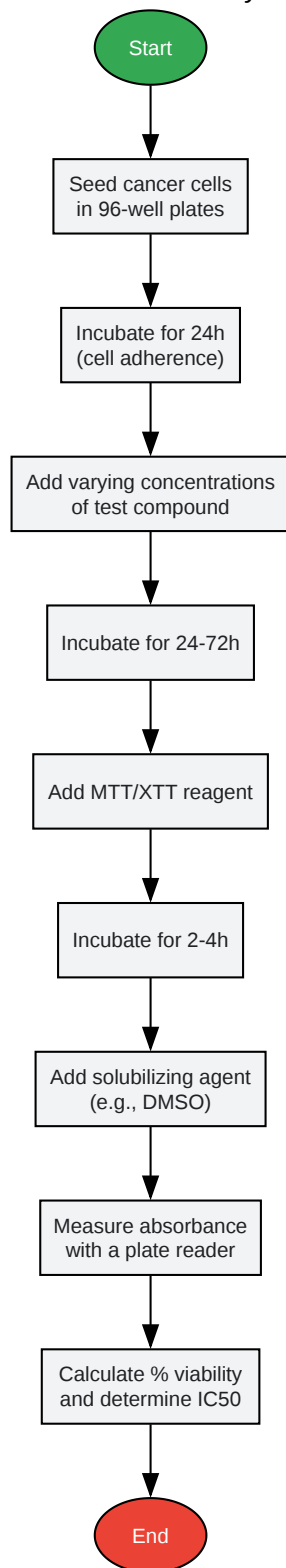 Start
Seed cancer cells
in 96-well plates
Incubate for 24h
(cell adherence)
Add varying concentrations
of test compound
Incubate for 24-72h
Add MTT/XTT reagent
Incubate for 2-4h
Add solubilizing agent
(e.g., DMSO)
Measure absorbance
with a plate reader
Calculate % viability
and determine IC50
End